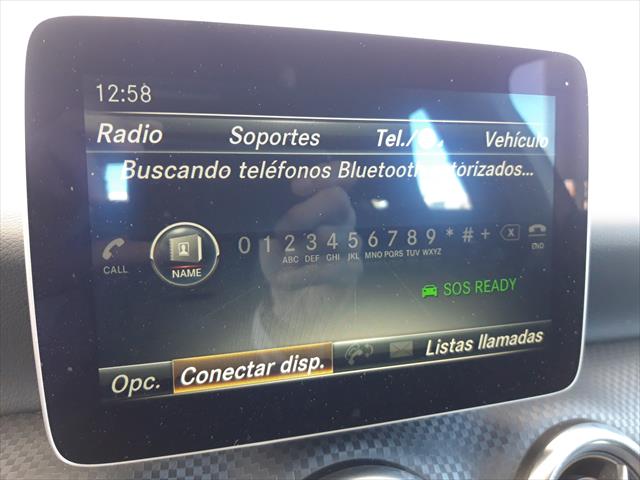 12:58
Radio Soportes Tel./ Vehículo
Buscando teléfonos Bluetooth autorizados...
0 1 2 3 4 5 6 7 8 9 * # +
ABC DEF GHI JKL MNO PQRS TUV WXYZ
CALL NAME END
SOS READY
Opc. Conectar disp. Listas llamadas